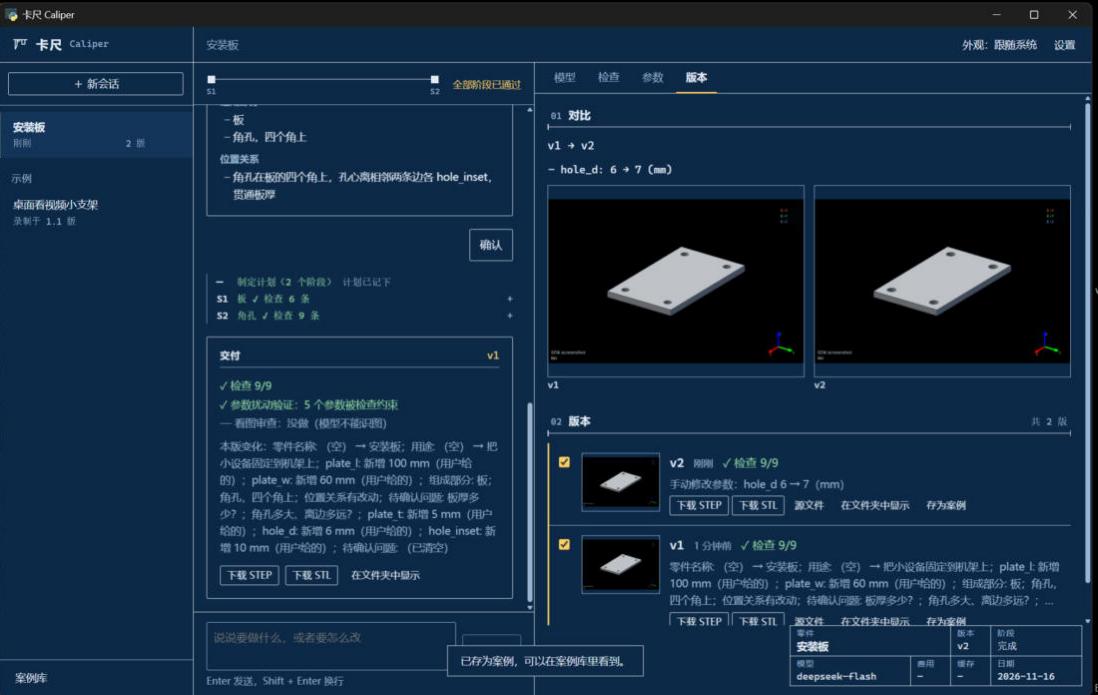 卡尺 Caliper
卡尺 Caliper
安装板
外观：跟随系统 设置
+ 新会话
安装板
刚刚 2 版
示例
桌面看视频小支架
录制于 1.1 版
案例库
S1 S2 全部阶段已通过
– 板
– 角孔，四个角上
位置关系
– 角孔在板的四个角上，孔心离相邻两条边各 hole_inset，
贯通板厚
确认
— 制定计划（2 个阶段） 计划已记下
S1 板 ✓ 检查 6 条 +
S2 角孔 ✓ 检查 9 条 +
交付 v1
✓ 检查 9/9
✓ 参数扰动验证：5 个参数被检查约束
— 看图审查：没做（模型不能识图）
本版变化：零件名称: （空） → 安装板；用途: （空） → 把
小设备固定到机架上；plate_l: 新增 100 mm（用户给
的）；plate_w: 新增 60 mm（用户给的）；组成部分: 板；
角孔，四个角上；位置关系有改动；待确认问题: 板厚多
少？；角孔多大、离边多远？；plate_t: 新增 5 mm（用户
给的）；hole_d: 新增 6 mm（用户给的）；hole_inset: 新
增 10 mm（用户给的）；待确认问题: （已清空）
下载 STEP 下载 STL 在文件夹中显示
说说要做什么，或者要怎么改
Enter 发送，Shift + Enter 换行
模型 检查 参数 版本
01 对比
v1 → v2
– hole_d: 6 → 7 (mm)
v1 v2
02 版本 共 2 版
v2 刚刚 ✓ 检查 9/9
手动修改参数：hole_d 6 → 7（mm）
下载 STEP 下载 STL 源文件 在文件夹中显示 存为案例
v1 1 分钟前 ✓ 检查 9/9
零件名称: （空） → 安装板；用途: （空） → 把小设备固定到机架上；plate_l: 新增
100 mm（用户给的）；plate_w: 新增 60 mm（用户给的）；组成部分: 板；角孔，
四个角上；位置关系有改动；待确认问题: 板厚多少？；角孔多大、离边多远？；...
下载 STEP 下载 STL 源文件 在文件夹中显示 存为案例
已存为案例，可以在案例库里看到。
零件 版本 阶段
安装板 v2 完成
模型 费用 缓存 日期
deepseek-flash – – 2026-11-16